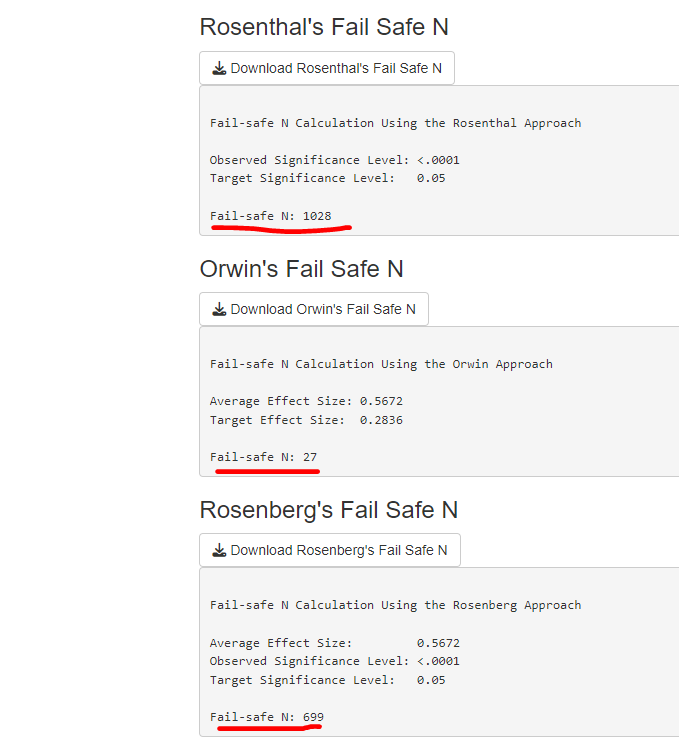 Rosenthal's Fail Safe N
Download Rosenthal's Fail Safe N
Fail-safe N Calculation Using the Rosenthal Approach
Observed Significance Level: <.0001
Target Significance Level: 0.05
Fail-safe N: 1028
Orwin's Fail Safe N
Download Orwin's Fail Safe N
Fail-safe N Calculation Using the Orwin Approach
Average Effect Size: 0.5672
Target Effect Size: 0.2836
Fail-safe N: 27
Rosenberg's Fail Safe N
Download Rosenberg's Fail Safe N
Fail-safe N Calculation Using the Rosenberg Approach
Average Effect Size: 0.5672
Observed Significance Level: <.0001
Target Significance Level: 0.05
Fail-safe N: 699